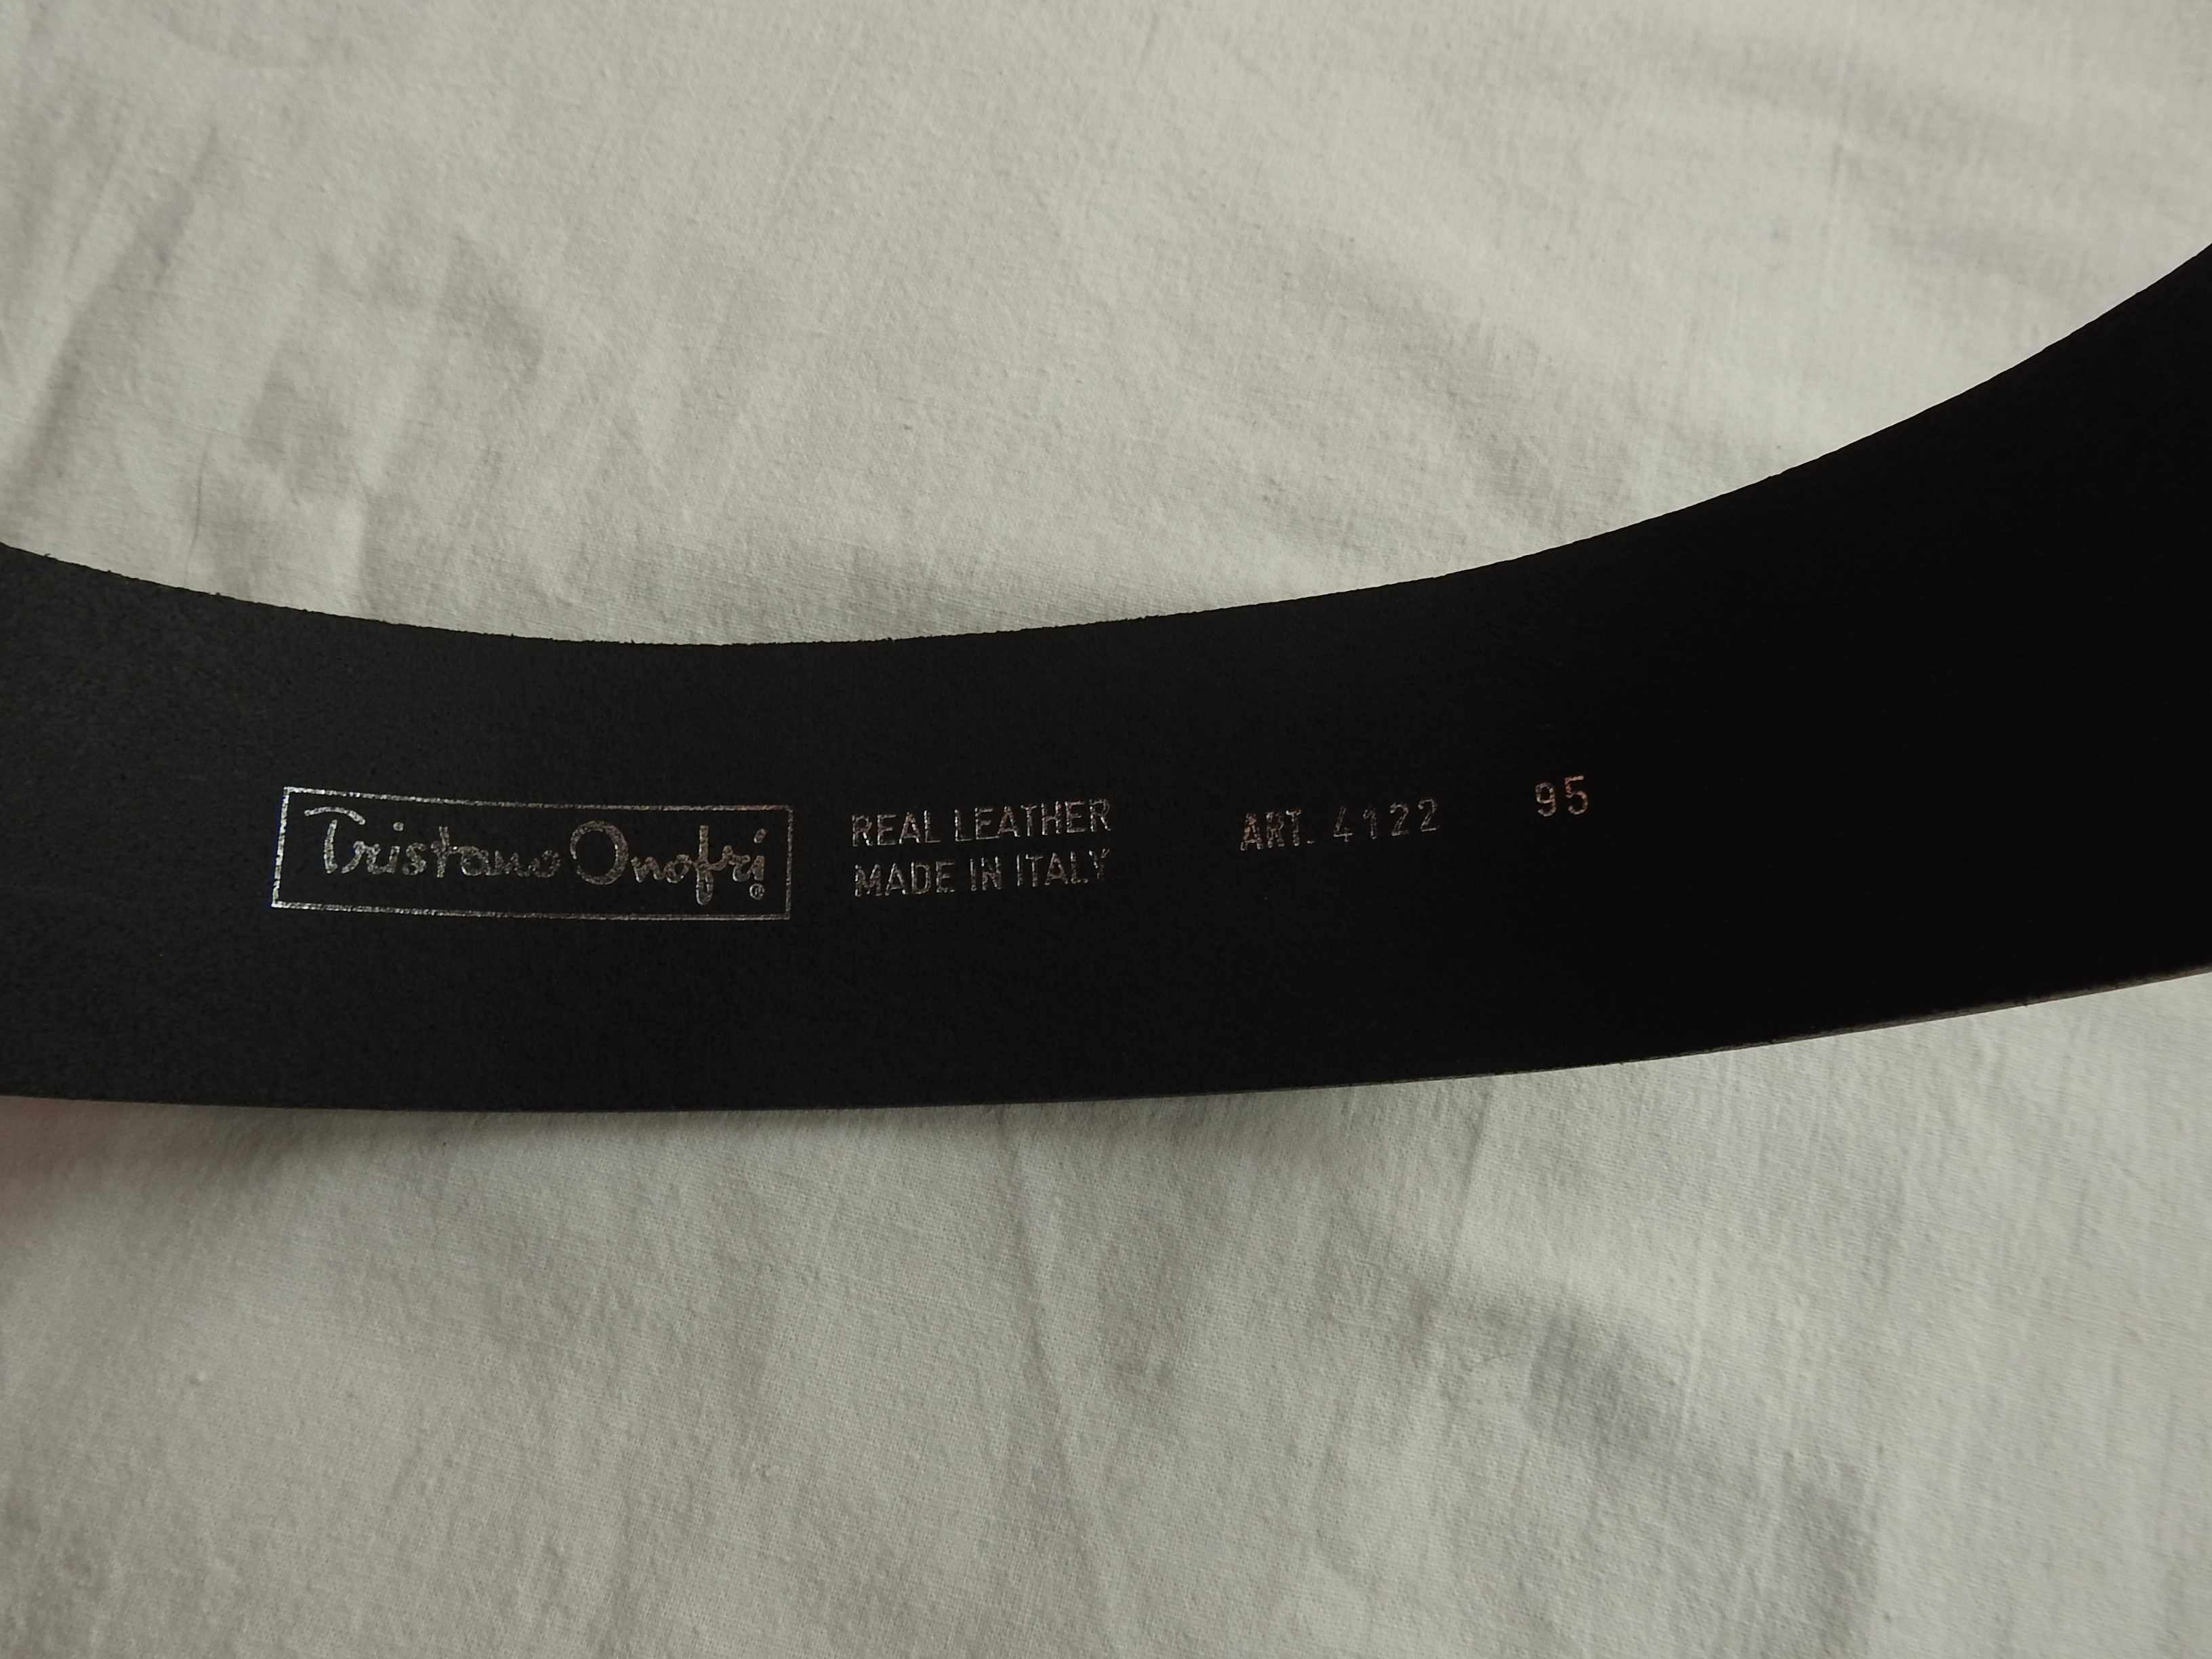 Tristano Onofri®
REAL LEATHER
MADE IN ITALY
ART. 4122
95